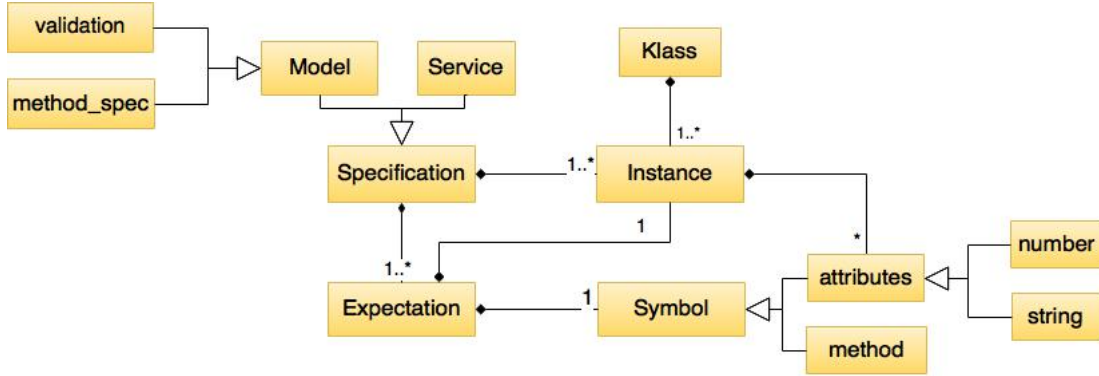 validation
Klass
Model
Service
method_spec
1..*
Specification
1..*
Instance
1
*
number
1..*
attributes
Expectation
1
Symbol
string
method